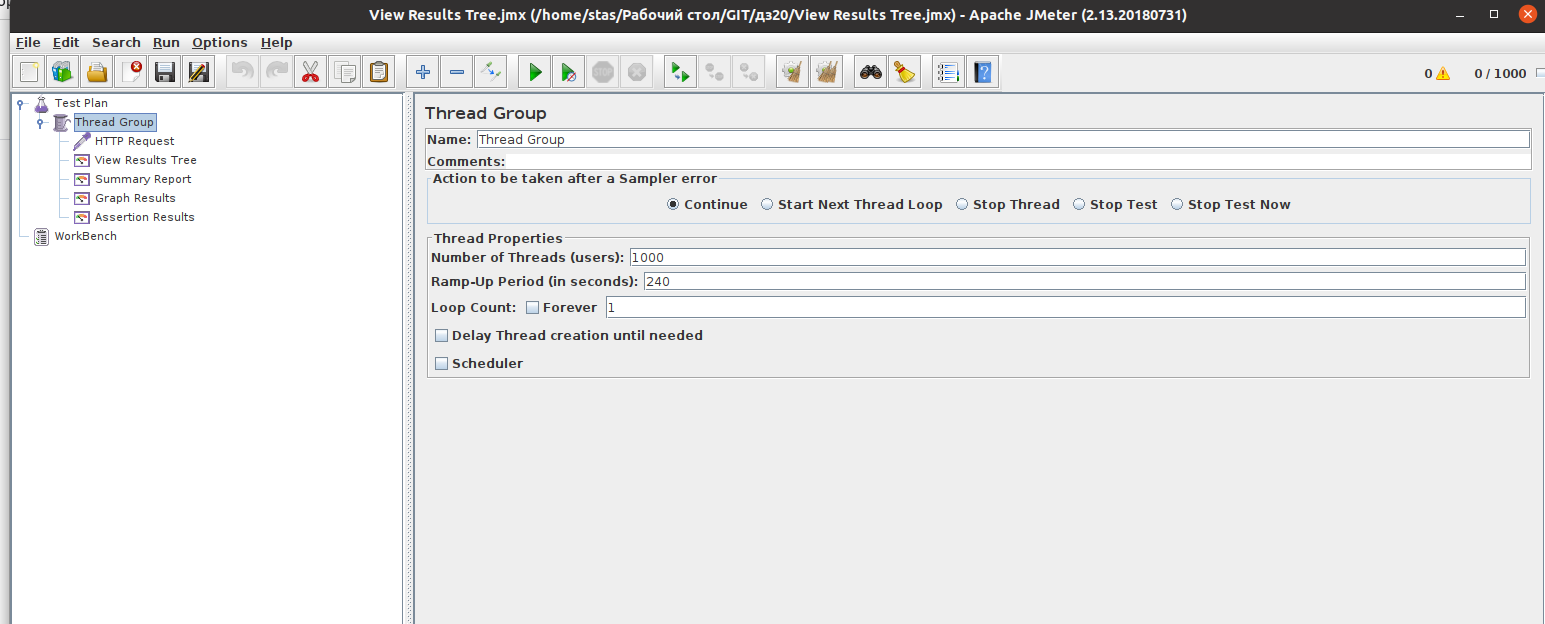 View Results Tree.jmx (/home/stas/Рабочий стол/GIT/дз20/View Results Tree.jmx) - Apache JMeter (2.13.20180731)
File Edit Search Run Options Help
STOP
0 0 / 1000
Test Plan
Thread Group
HTTP Request
View Results Tree
Summary Report
Graph Results
Assertion Results
WorkBench
Thread Group
Name: Thread Group
Comments:
Action to be taken after a Sampler error
Continue Start Next Thread Loop Stop Thread Stop Test Stop Test Now
Thread Properties
Number of Threads (users): 1000
Ramp-Up Period (in seconds): 240
Loop Count: Forever 1
Delay Thread creation until needed
Scheduler